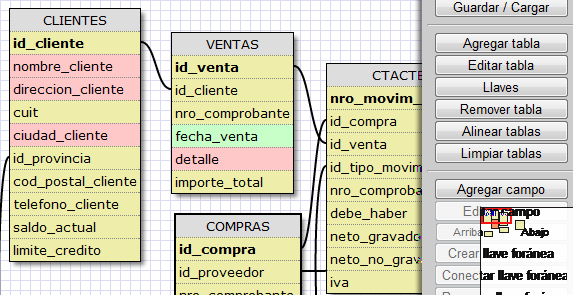 CLIENTES
id_cliente
nombre_cliente
direccion_cliente
cuit
ciudad_cliente
id_provincia
cod_postal_cliente
telefono_cliente
saldo_actual
limite_credito
VENTAS
id_venta
id_cliente
nro_comprobante
fecha_venta
detalle
importe_total
COMPRAS
id_compra
id_proveedor
nro_comprobante
CTACTE
nro_movim_
id_compra
id_venta
id_tipo_movim
nro_comproba
debe_haber
neto_gravado
neto_no_grav
iva
Guardar / Cargar
Agregar tabla
Editar tabla
Llaves
Remover tabla
Alinear tablas
Limpiar tablas
Agregar campo
Edi ar campo
Arriba Abajo
Crear llave foránea
Conectar llave foránea
llave foránea